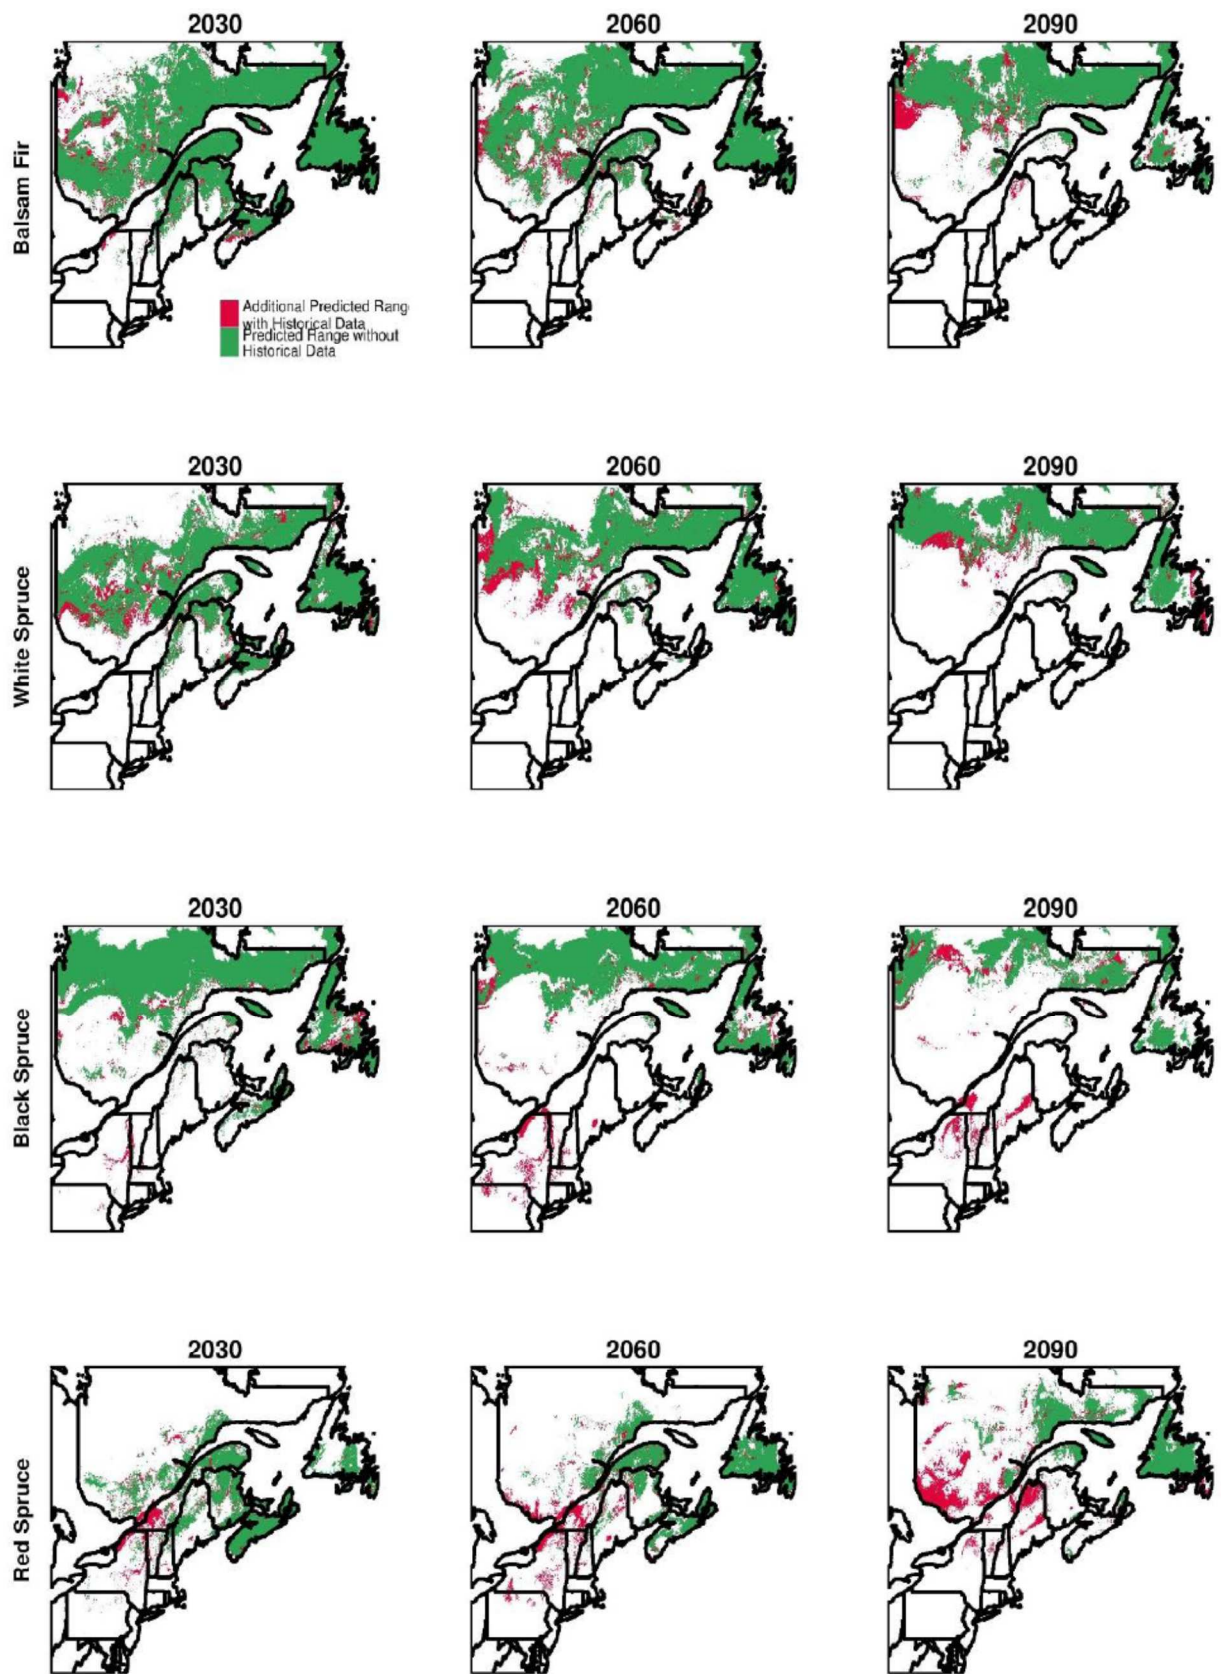 2030 2060 2090
Balsam Fir
Additional Predicted Rang
with Historical Data
Predicted Range without
Historical Data
2030 2060 2090
White Spruce
2030 2060 2090
Black Spruce
2030 2060 2090
Red Spruce